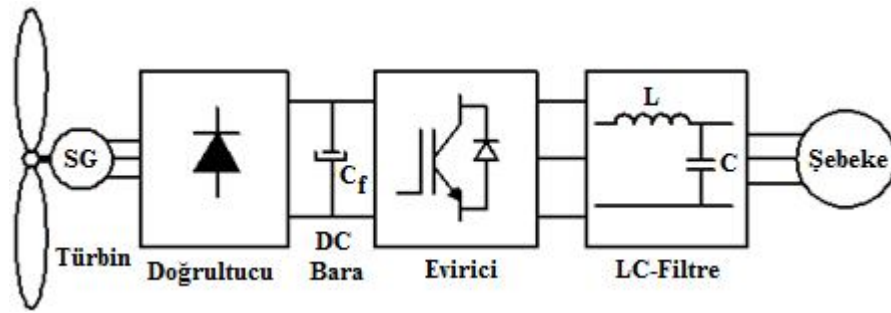 SG
Türbin
Doğrultucu
C_f
DC
Bara
Evirici
L
C
LC-Filtre
Şebeke